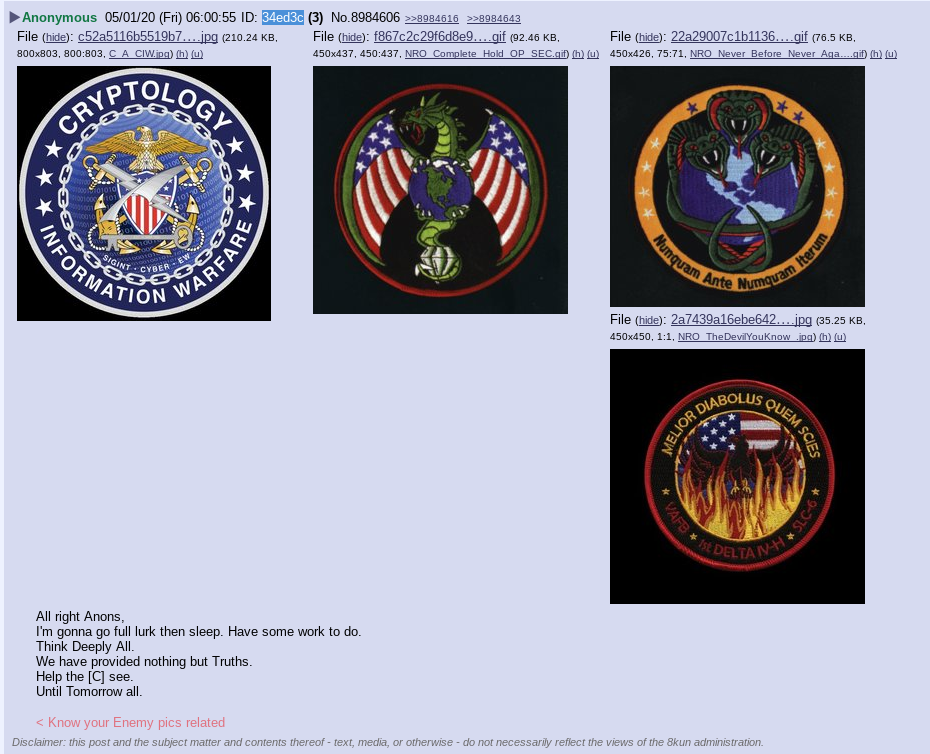 ▶Anonymous 05/01/20 (Fri) 06:00:55 ID: 34ed3c (3) No.8984606 >>8984616 >>8984643
File (hide): c52a5116b5519b7….jpg (210.24 KB, 800x803, 800:803, C_A_CIW.jpg) (h) (u)
CRYPTOLOGY
SIGINT - CYBER - EW
INFORMATION WARFARE
File (hide): f867c2c29f6d8e9….gif (92.46 KB, 450x437, 450:437, NRO_Complete_Hold_OP_SEC.gif) (h) (u)
File (hide): 22a29007c1b1136….gif (76.5 KB, 450x426, 75:71, NRO_Never_Before_Never_Aga….gif) (h) (u)
Numquam Ante Numquam Iterum
File (hide): 2a7439a16ebe642….jpg (35.25 KB, 450x450, 1:1, NRO_TheDevilYouKnow_.jpg) (h) (u)
MELIOR DIABOLUS QUEM SCIES
VAFB ★ 1st DELTA IV-H ★ SLC-6
All right Anons,
I'm gonna go full lurk then sleep. Have some work to do.
Think Deeply All.
We have provided nothing but Truths.
Help the [C] see.
Until Tomorrow all.
< Know your Enemy pics related
Disclaimer: this post and the subject matter and contents thereof - text, media, or otherwise - do not necessarily reflect the views of the 8kun administration.